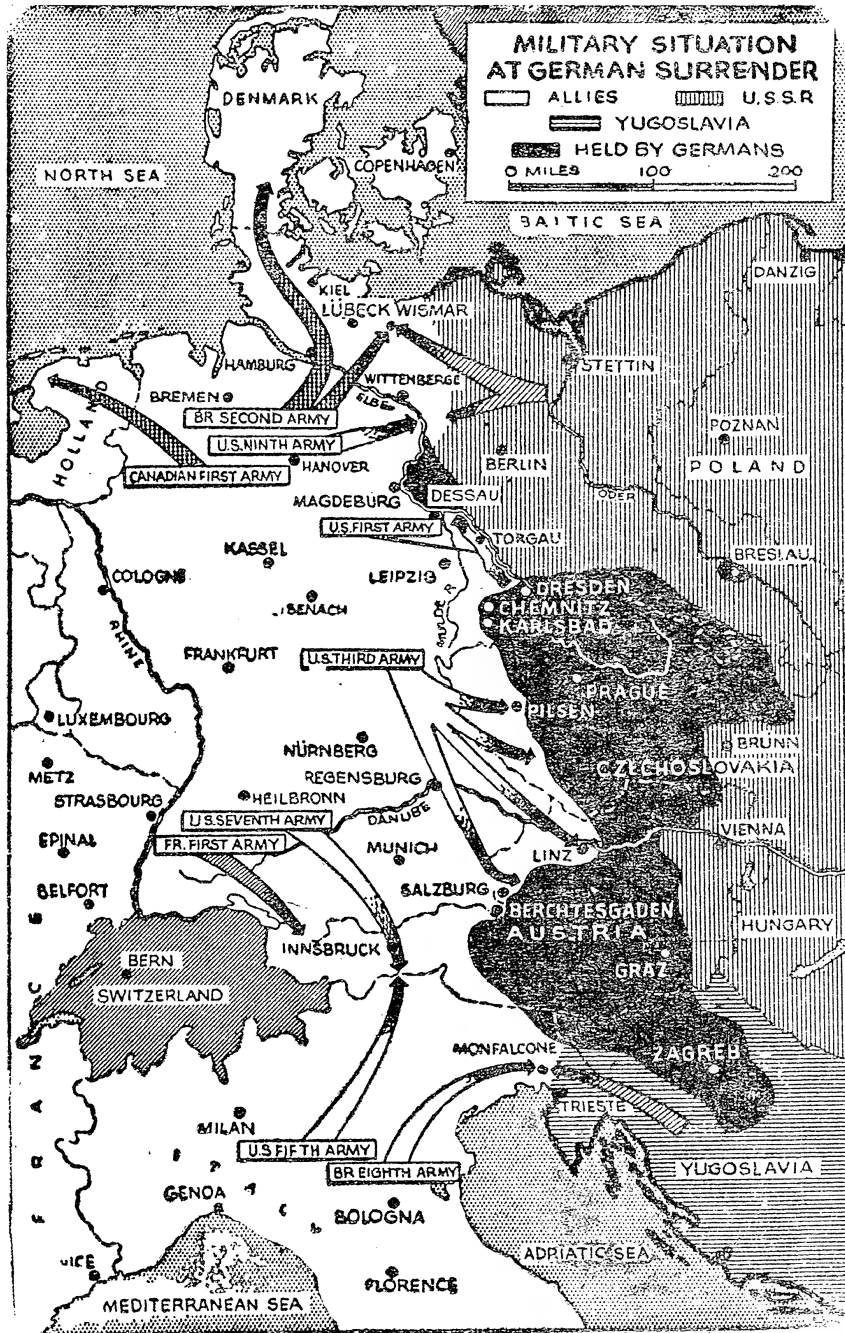 MILITARY SITUATION
AT GERMAN SURRENDER
ALLIES
U.S.S.R
YUGOSLAVIA
HELD BY GERMANS
0 MILES 100 200
DENMARK
NORTH SEA
COPENHAGEN
BALTIC SEA
DANZIG
KIEL
LÜBECK
WISMAR
HAMBURG
STETTIN
WITTENBERGE
BREMEN
ELBE
BR SECOND ARMY
HOLLAND
U.S. NINTH ARMY
POZNAN
HANOVER
BERLIN
POLAND
CANADIAN FIRST ARMY
MAGDEBURG
DESSAU
ODER
U.S. FIRST ARMY
TORGAU
KASSEL
BRESLAU
COLOGNE
LEIPZIG
DRESDEN
CHEMNITZ
KARLSBAD
MULDE R
RHINE
FRANKFURT
U.S. THIRD ARMY
PRAGUE
PILSEN
LUXEMBOURG
NÜRNBERG
BRUNN
METZ
REGENSBURG
CZECHOSLOVAKIA
STRASBOURG
HEILBRONN
U.S. SEVENTH ARMY
DANUBE
VIENNA
EPINAL
FR. FIRST ARMY
MUNICH
LINZ
BELFORT
SALZBURG
BERCHTESGADEN
AUSTRIA
HUNGARY
INNSBRUCK
BERN
GRAZ
SWITZERLAND
FRANCE
MONFALCONE
ZAGREB
TRIESTE
MILAN
U.S FIFTH ARMY
BR EIGHTH ARMY
YUGOSLAVIA
GENOA
BOLOGNA
ADRIATIC SEA
FLORENCE
MEDITERRANEAN SEA